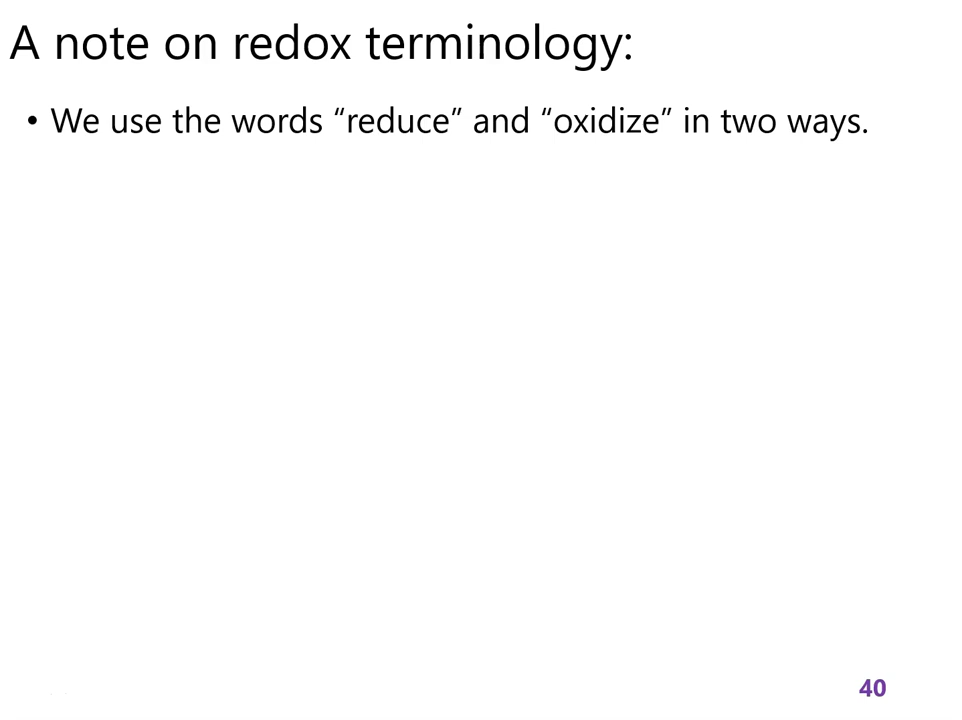 A note on redox terminology:
• We use the words “reduce” and “oxidize” in two ways.
40